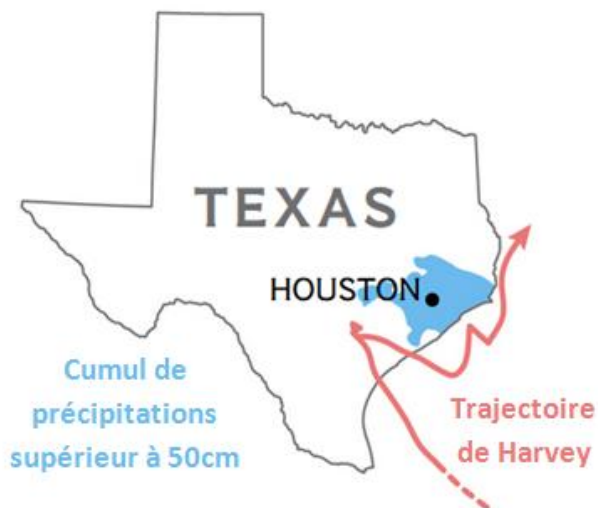 TEXAS
HOUSTON
Cumul de
précipitations
supérieur à 50cm
Trajectoire
de Harvey